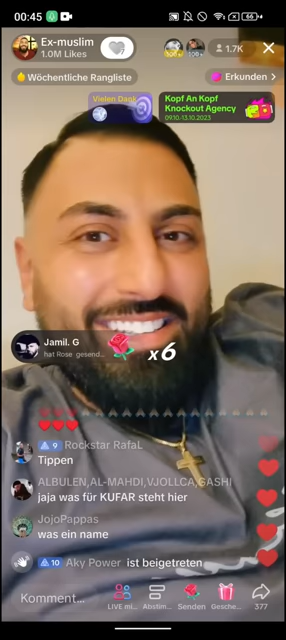 00:45
66
Ex-muslim
1.0M Likes
1.7K
Wöchentliche Rangliste
Erkunden >
Vielen Dank
Kopf An Kopf
Knockout Agency
09.10-13.10.2023
Jamil. G
hat Rose gesend...
x6
9 Rockstar RafaL
Tippen
ALBULEN,AL-MAHDI,VJOLLCA,GASHI
jaja was für KUFAR steht hier
JojoPappas
was ein name
10 Aky Power ist beigetreten
Komment...
LIVE mi...
Abstim...
Senden
Gesche...
377